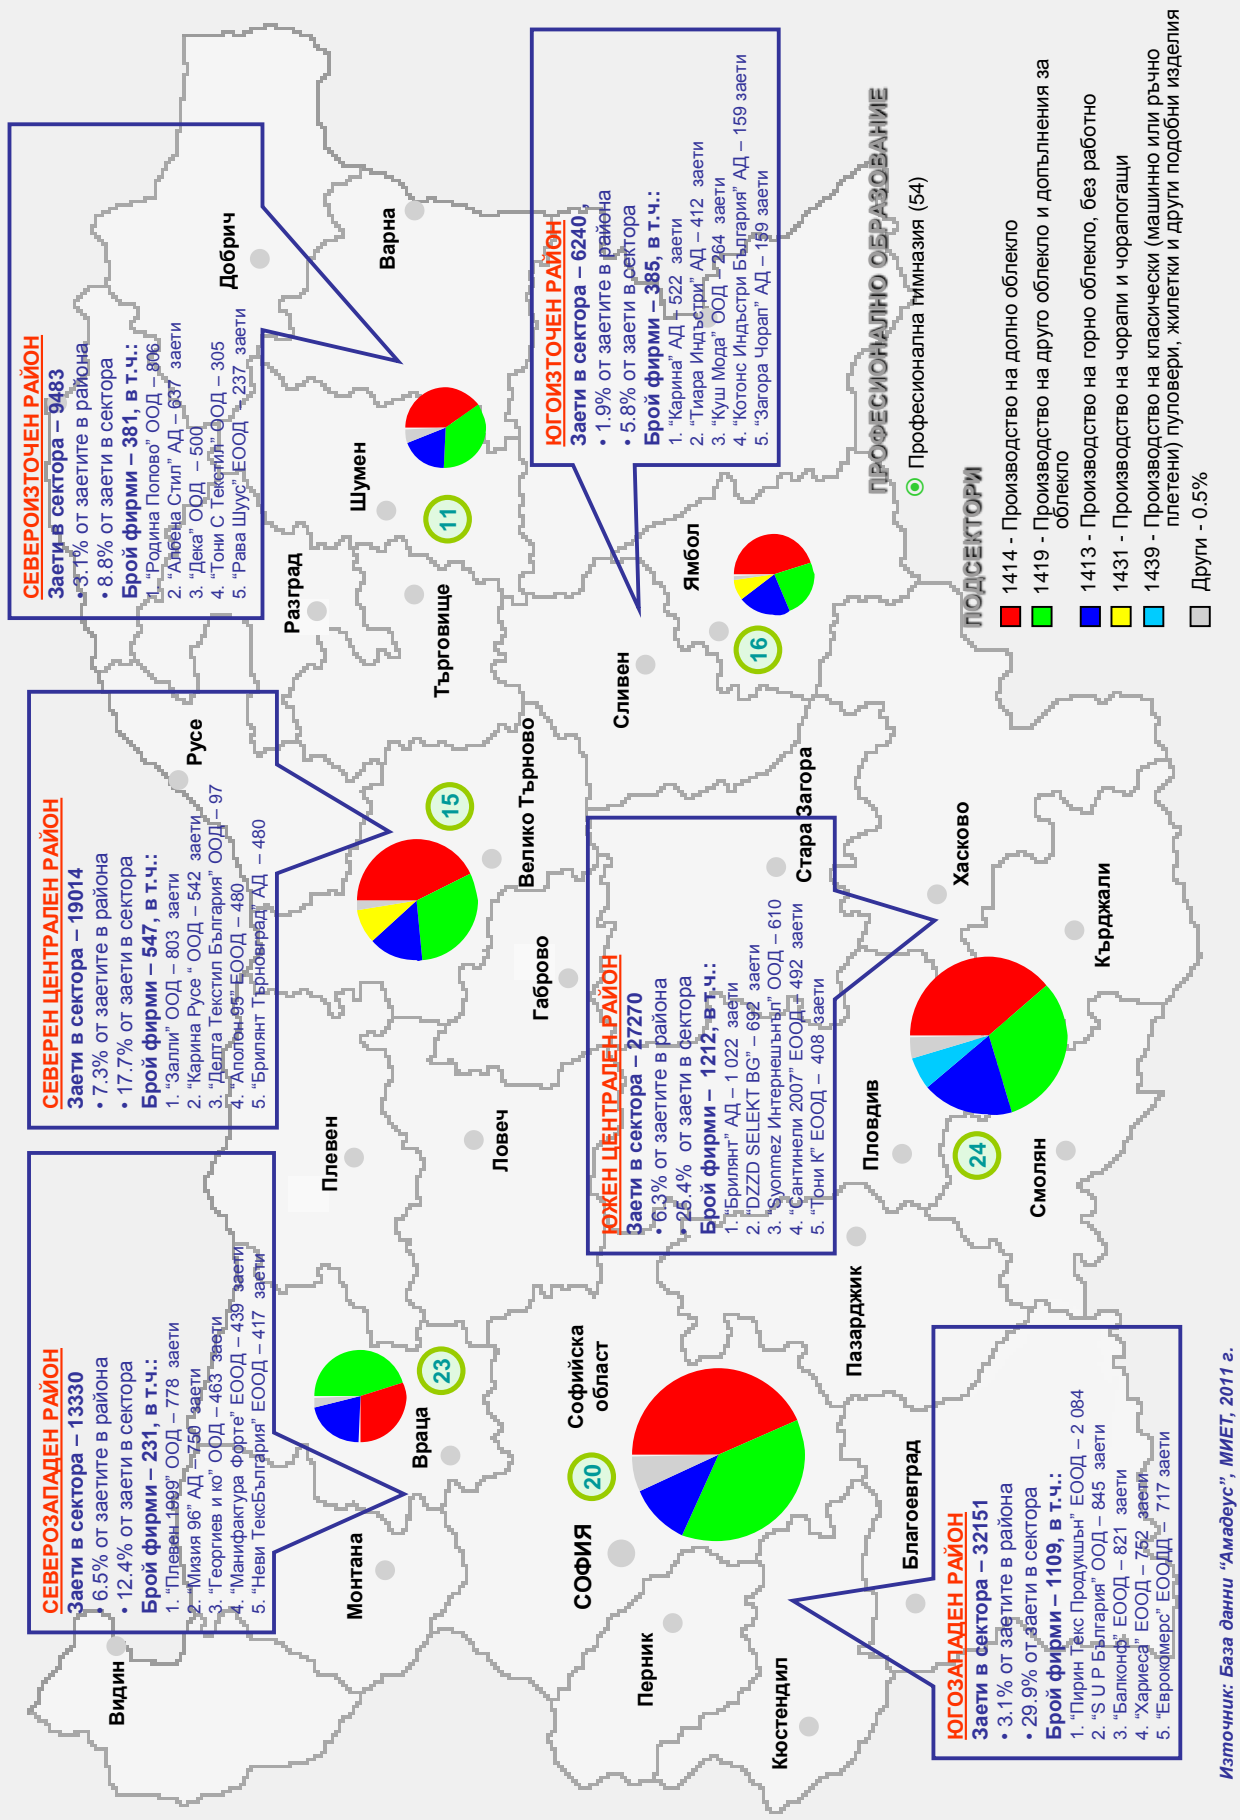 СЕВЕРОЗАПАДЕН РАЙОН
Заети в сектора – 13330
• 6.5% от заетите в района
• 12.4% от заети в сектора
Брой фирми – 231, в т.ч.:
1. “Плевен 1999” ООД – 778 заети
2. “Мизия 96” АД – 750 заети
3. “Георгиев и ко” ООД – 463 заети
4. “Манифактура Форте” ЕООД – 439 заети
5. “Неви ТексБългария” ЕООД – 417 заети
СЕВЕРЕН ЦЕНТРАЛЕН РАЙОН
Заети в сектора – 19014
• 7.3% от заетите в района
• 17.7% от заети в сектора
Брой фирми – 547, в т.ч.:
1. “Залли” ООД – 803 заети
2. “Карина Русе “ ООД – 542 заети
3. “Делта Текстил България” ООД – 97
4. “Аполон 95” ЕООД – 480
5. “Брипянт Търновград” АД – 480
СЕВЕРОИЗТОЧЕН РАЙОН
Заети в сектора – 9483
• 3.1% от заетите в района
• 8.8% от заети в сектора
Брой фирми – 381, в т.ч.:
1. “Родина Попово” ООД – 806
2. “Албена Стил” АД – 637 заети
3. “Дека” ООД – 500
4. “Тони С Текстил” ООД – 305
5. “Рава Шуус” ЕООД – 237 заети
Видин
Монтана
Враца
23
Плевен
Ловеч
Русе
15
Велико Търново
Габрово
Разград
Търговище
Шумен
11
Добрич
Варна
СОФИЯ
20
Софийска
област
Перник
Кюстендил
Благоевград
Пазарджик
Пловдив
24
Смолян
Кърджали
Хасково
Стара Загора
Сливен
Ямбол
16
ЮЖЕН ЦЕНТРАЛЕН РАЙОН
Заети в сектора – 27270
• 6.3% от заетите в района
• 25.4% от заети в сектора
Брой фирми – 1212, в т.ч.:
1. “Брилянт” АД – 1 022 заети
2. “DZZD SELEKT BG” – 692 заети
3. “Syonmez Интернешънъл” ООД – 610
4. “Сантинели 2007” ЕООД – 492 заети
5. “Тони К” ЕООД – 408 заети
ЮГОИЗТОЧЕН РАЙОН
Заети в сектора – 6240 ,
• 1.9% от заетите в района
• 5.8% от заети в сектора
Брой фирми – 385, в т.ч.:
1. “Карина” АД – 522 заети
2. “Тиара Индъстри” АД – 412 заети
3. “Куш Мода” ООД – 264 заети
4. “Котонс Индъстри България” АД – 159 заети
5. “Загора Чорап” АД – 159 заети
ЮГОЗАПАДЕН РАЙОН
Заети в сектора – 32151
• 3.1% от заетите в района
• 29.9% от заети в сектора
Брой фирми – 1109, в т.ч.:
1. “Пирин Текс Продукшън” ЕООД – 2 084
2. “S U P България” ООД – 845 заети
3. “Балконф” ЕООД – 821 заети
4. “Хариеса” ЕООД – 752 заети
5. “Еврокомерс” ЕООДД – 717 заети
ПРОФЕСИОНАЛНО ОБРАЗОВАНИЕ
Професионална гимназия (54)
ПОДСЕКТОРИ
1414 - Производство на долно облекло
1419 - Производство на друго облекло и допълнения за
облекло
1413 - Производство на горно облекло, без работно
1431 - Производство на чорапи и чорапогащи
1439 - Производство на класически (машинно или ръчно
плетени) пуловери, жилетки и други подобни изделия
Други - 0.5%
Източник: База данни “Амадеус”, МИЕТ, 2011 г.